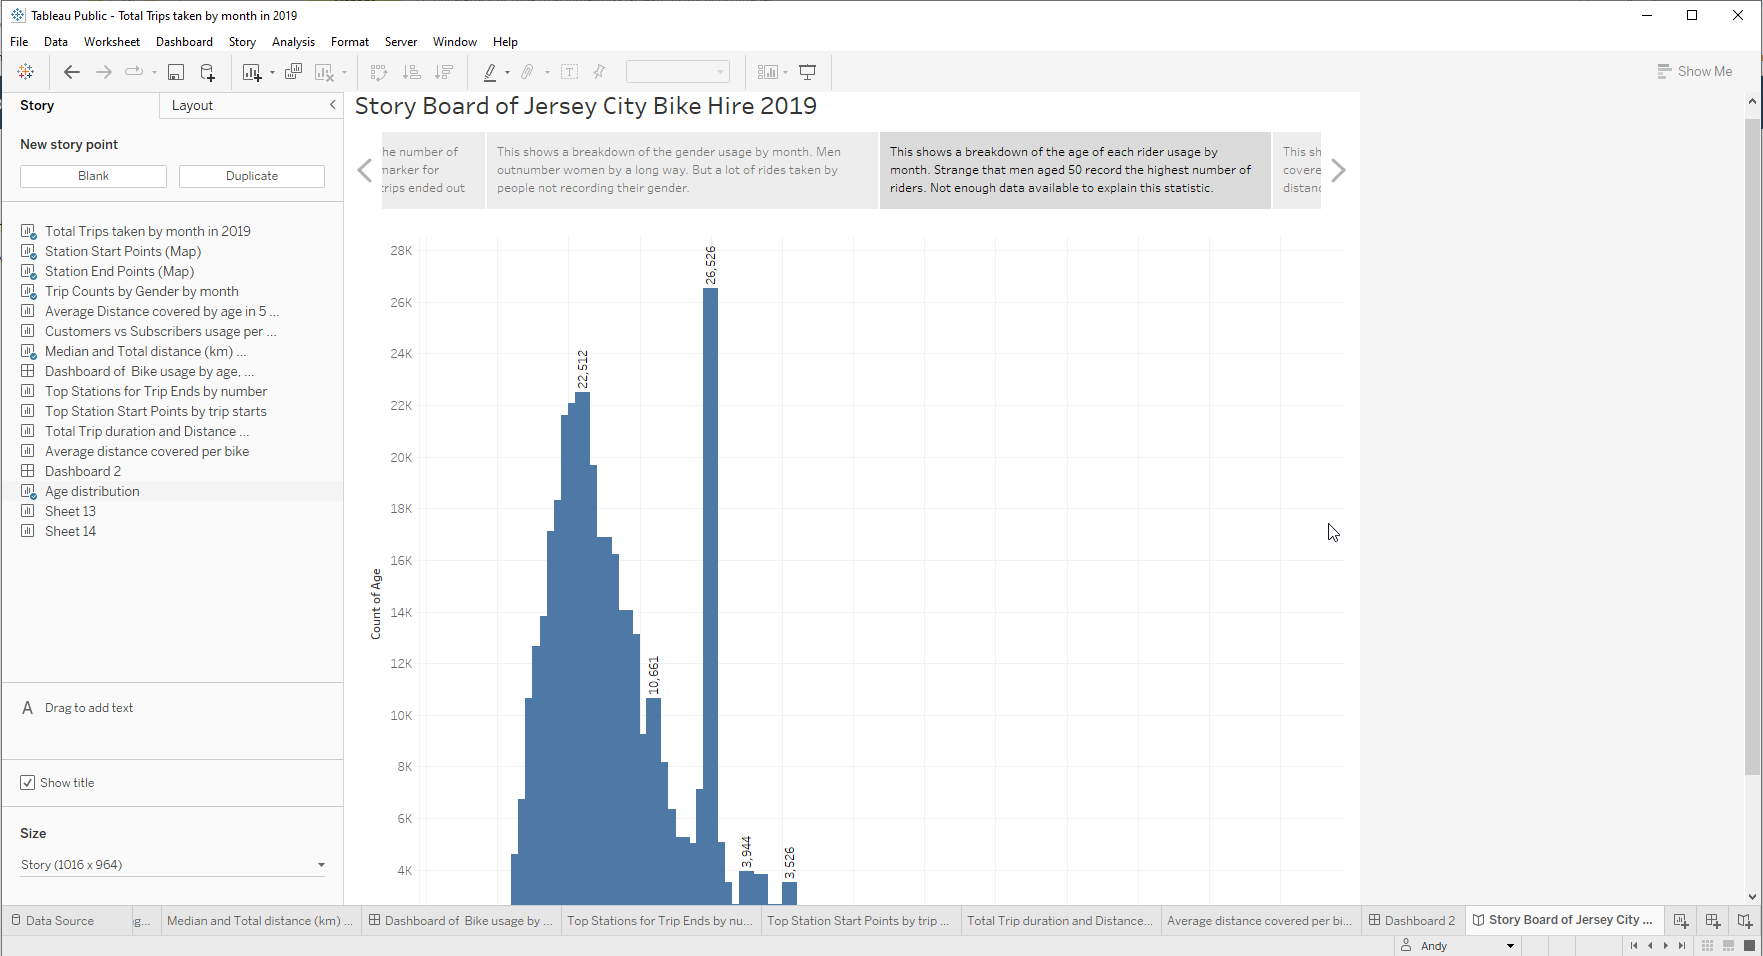 Tableau Public - Total Trips taken by month in 2019
File Data Worksheet Dashboard Story Analysis Format Server Window Help
Show Me
Story Layout
New story point
Blank Duplicate
Total Trips taken by month in 2019
Station Start Points (Map)
Station End Points (Map)
Trip Counts by Gender by month
Average Distance covered by age in 5 ...
Customers vs Subscribers usage per ...
Median and Total distance (km) ...
Dashboard of Bike usage by age, ...
Top Stations for Trip Ends by number
Top Station Start Points by trip starts
Total Trip duration and Distance ...
Average distance covered per bike
Dashboard 2
Age distribution
Sheet 13
Sheet 14
A Drag to add text
Show title
Size
Story (1016 x 964)
Story Board of Jersey City Bike Hire 2019
he number of
marker for
trips ended out
This shows a breakdown of the gender usage by month. Men
outnumber women by a long way. But a lot of rides taken by
people not recording their gender.
This shows a breakdown of the age of each rider usage by
month. Strange that men aged 50 record the highest number of
riders. Not enough data available to explain this statistic.
This sh
covere
distanc
28K
26K
24K
22K
20K
18K
16K
14K
12K
10K
8K
6K
4K
Count of Age
22,512
10,661
26,526
3,944
3,526
Data Source g... Median and Total distance (km) ... Dashboard of Bike usage by ... Top Stations for Trip Ends by nu... Top Station Start Points by trip ... Total Trip duration and Distance... Average distance covered per bi... Dashboard 2 Story Board of Jersey City ...
Andy